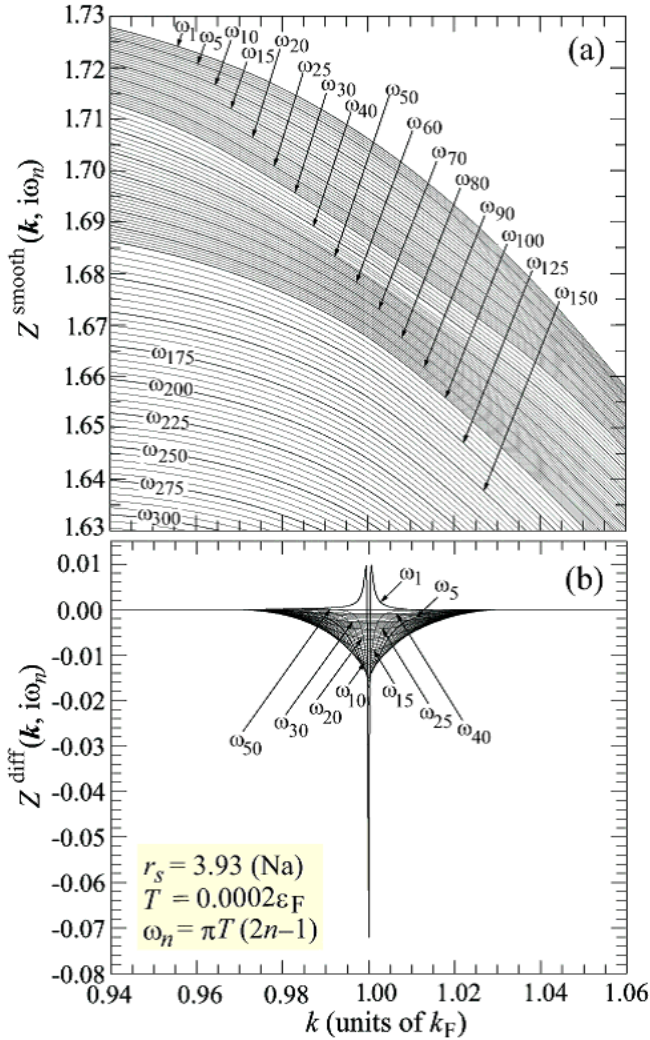 1.73
1.72
1.71
1.70
1.69
1.68
1.67
1.66
1.65
1.64
1.63
Z^smooth(k, iωn)
(a)
ω1 ω5 ω10
ω15 ω20
ω25
ω30
ω40
ω50
ω60
ω70
ω80
ω90
ω100
ω125
ω150
ω175
ω200
ω225
ω250
ω275
ω300
0.01
0.00
-0.01
-0.02
-0.03
-0.04
-0.05
-0.06
-0.07
-0.08
Z^diff(k, iωn)
(b)
ω1
ω5
ω10 ω15
ω20 ω25
ω30 ω40
ω50
rs = 3.93 (Na)
T = 0.0002εF
ωn = πT (2n–1)
0.94 0.96 0.98 1.00 1.02 1.04 1.06
k (units of kF)